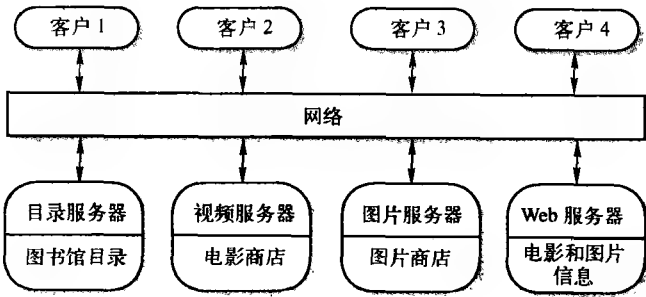 客户 1
客户 2
客户 3
客户 4
网络
目录服务器
图书馆目录
视频服务器
电影商店
图片服务器
图片商店
Web 服务器
电影和图片
信息